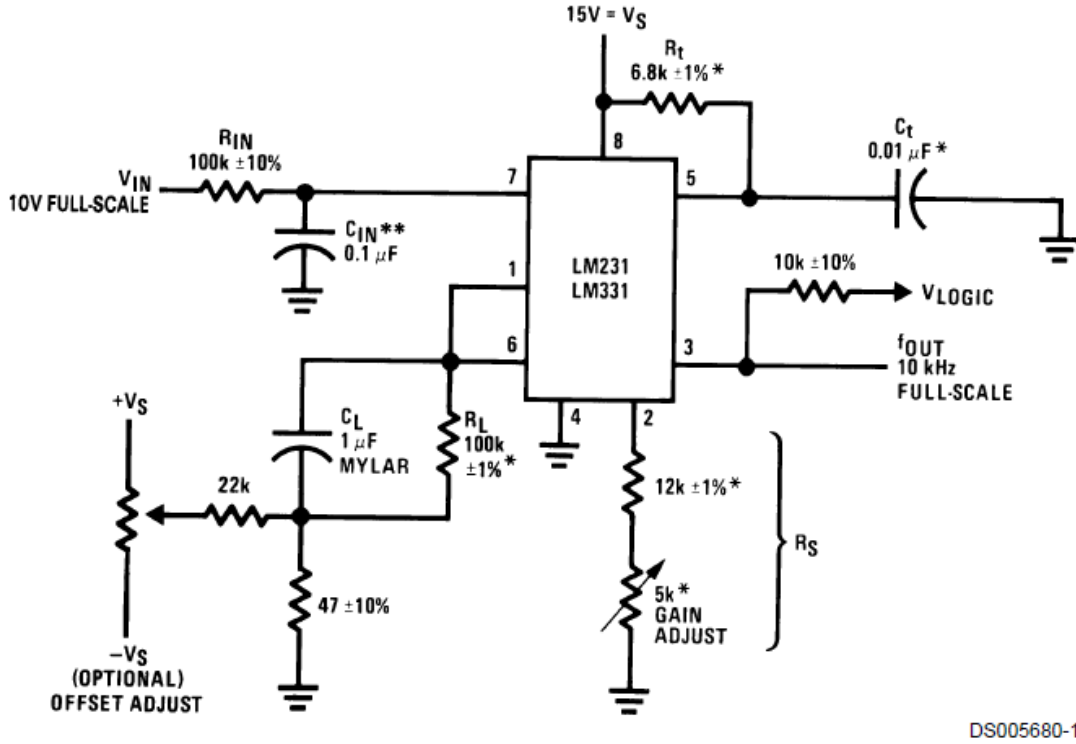 15V = VS
Rt
6.8k ±1% *
RIN
100k ±10%
Ct
0.01 µF *
8
7
5
VIN
10V FULL-SCALE
CIN**
0.1 µF
1
LM231
LM331
10k ±10%
VLOGIC
6
3
fOUT
10 kHz
FULL-SCALE
+VS
CL
1 µF
MYLAR
RL
100k
±1% *
4
2
22k
12k ±1% *
RS
47 ±10%
5k *
GAIN
ADJUST
–VS
(OPTIONAL)
OFFSET ADJUST
DS005680-1